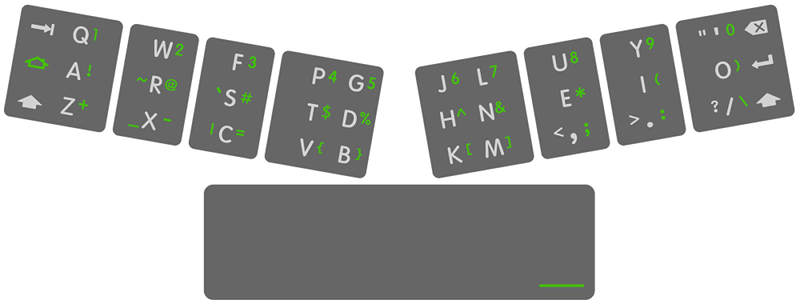 Q 1 W 2 F 3 P 4 G 5 J 6 L 7 U 8 Y 9 " ' 0
A ! ~ R @ ` S # T $ D % H ^ N & E * I ( O )
Z + _ X - | C = V { B } K [ M ] < , ; > . : ? / \